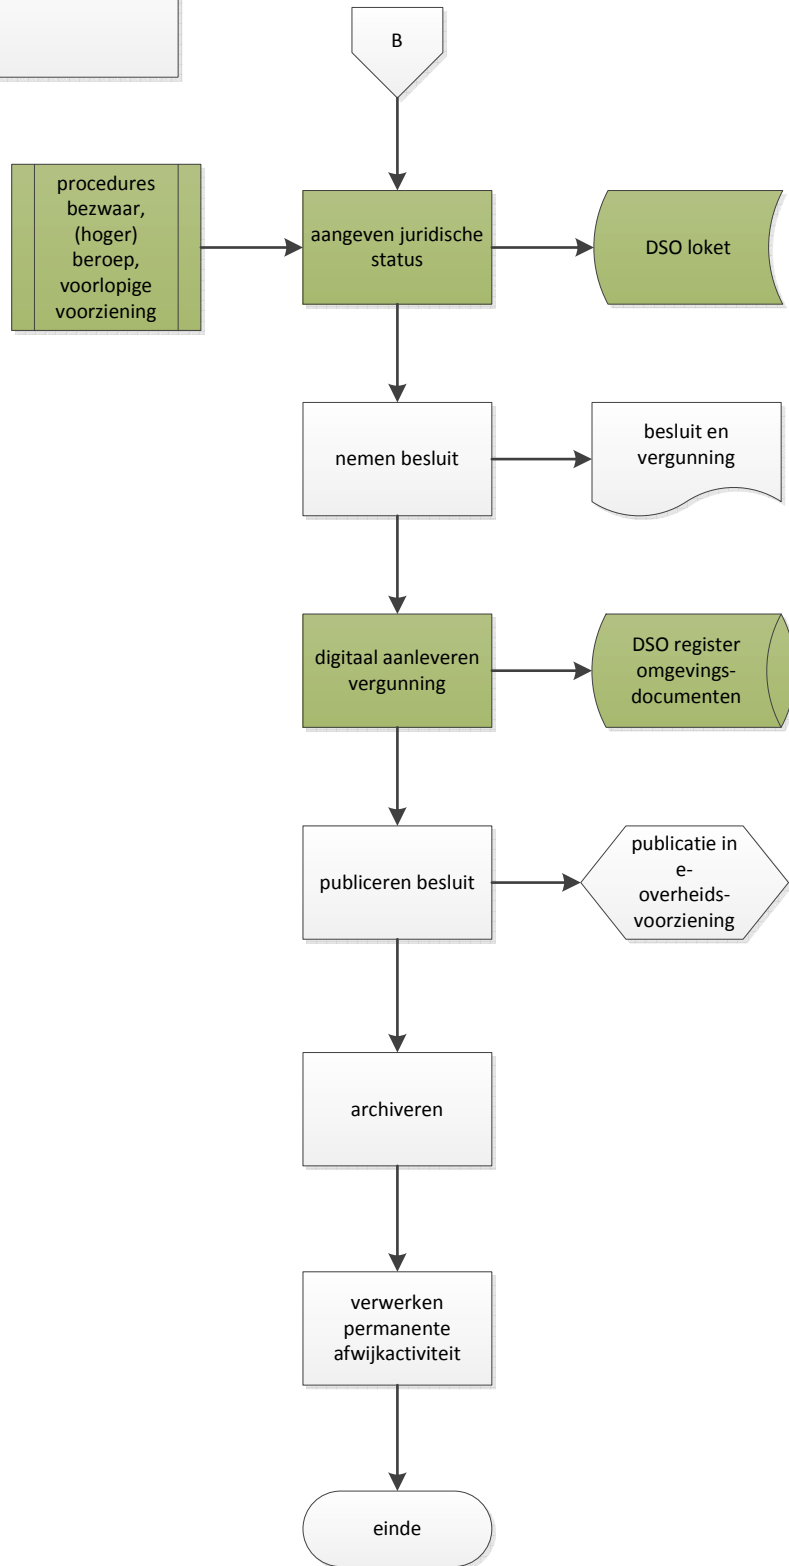 B
procedures
bezwaar,
(hoger)
beroep,
voorlopige
voorziening
aangeven juridische
status
DSO loket
nemen besluit
besluit en
vergunning
digitaal aanleveren
vergunning
DSO register
omgevings-
documenten
publiceren besluit
publicatie in
e-
overheids-
voorziening
archiveren
verwerken
permanente
afwijkactiviteit
einde